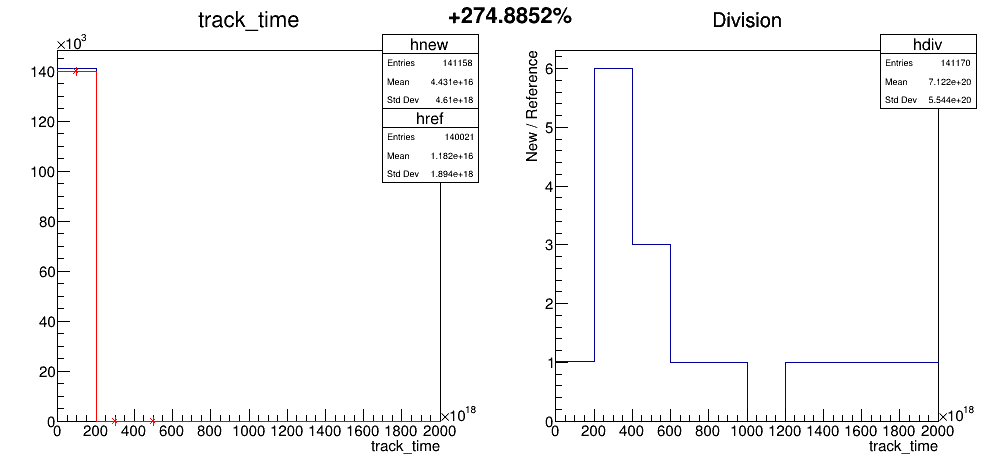 +274.8852%
track_time
×10³
hnew
Entries 141158
Mean 4.431e+16
Std Dev 4.61e+18
href
Entries 140021
Mean 1.182e+16
Std Dev 1.894e+18
140
120
100
80
60
40
20
0
0 200 400 600 800 1000 1200 1400 1600 1800 2000
×10¹⁸
track_time
Division
hdiv
Entries 141170
Mean 7.122e+20
Std Dev 5.544e+20
New / Reference
6
5
4
3
2
1
0
0 200 400 600 800 1000 1200 1400 1600 1800 2000
×10¹⁸
track_time